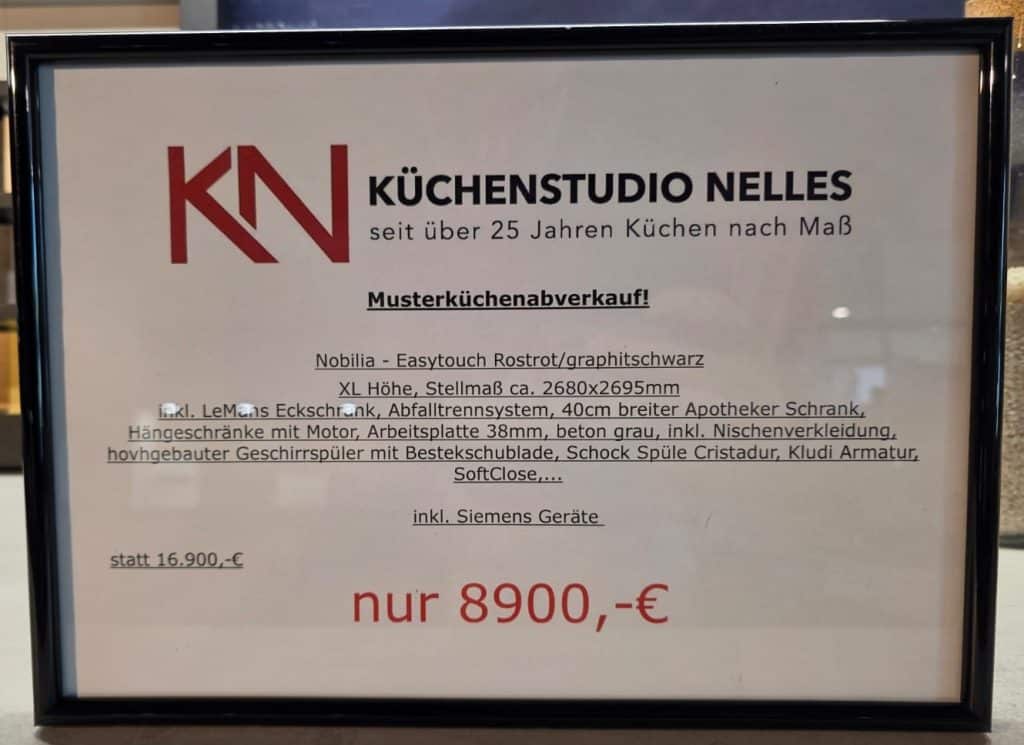 KN
KÜCHENSTUDIO NELLES
seit über 25 Jahren Küchen nach Maß
Musterküchenabverkauf!
Nobilia - Easytouch Rostrot/graphitschwarz
XL Höhe, Stellmaß ca. 2680x2695mm
inkl. LeMans Eckschrank, Abfalltrennsystem, 40cm breiter Apotheker Schrank,
Hängeschränke mit Motor, Arbeitsplatte 38mm, beton grau, inkl. Nischenverkleidung,
hovhgebauter Geschirrspüler mit Bestekschublade, Schock Spüle Cristadur, Kludi Armatur,
SoftClose,...
inkl. Siemens Geräte
statt 16.900,-€
nur 8900,-€